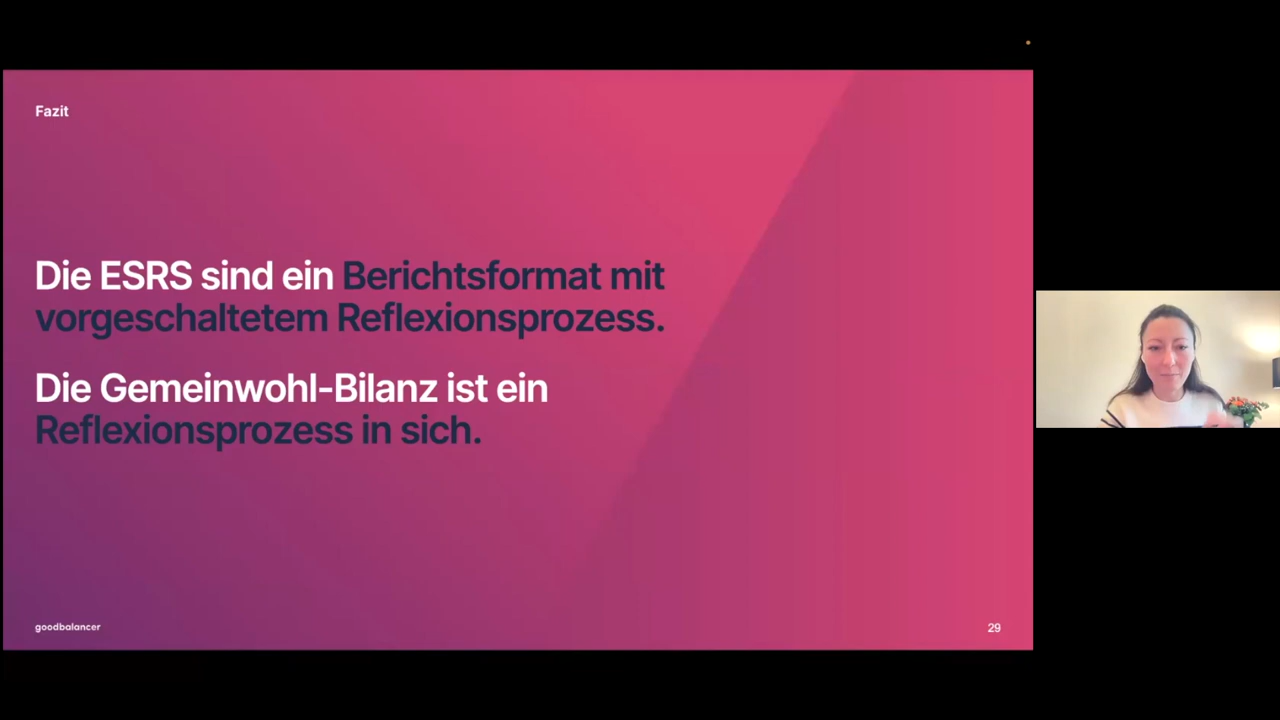 Fazit
Die ESRS sind ein Berichtsformat mit
vorgeschaltetem Reflexionsprozess.
Die Gemeinwohl-Bilanz ist ein
Reflexionsprozess in sich.
goodbalancer
29